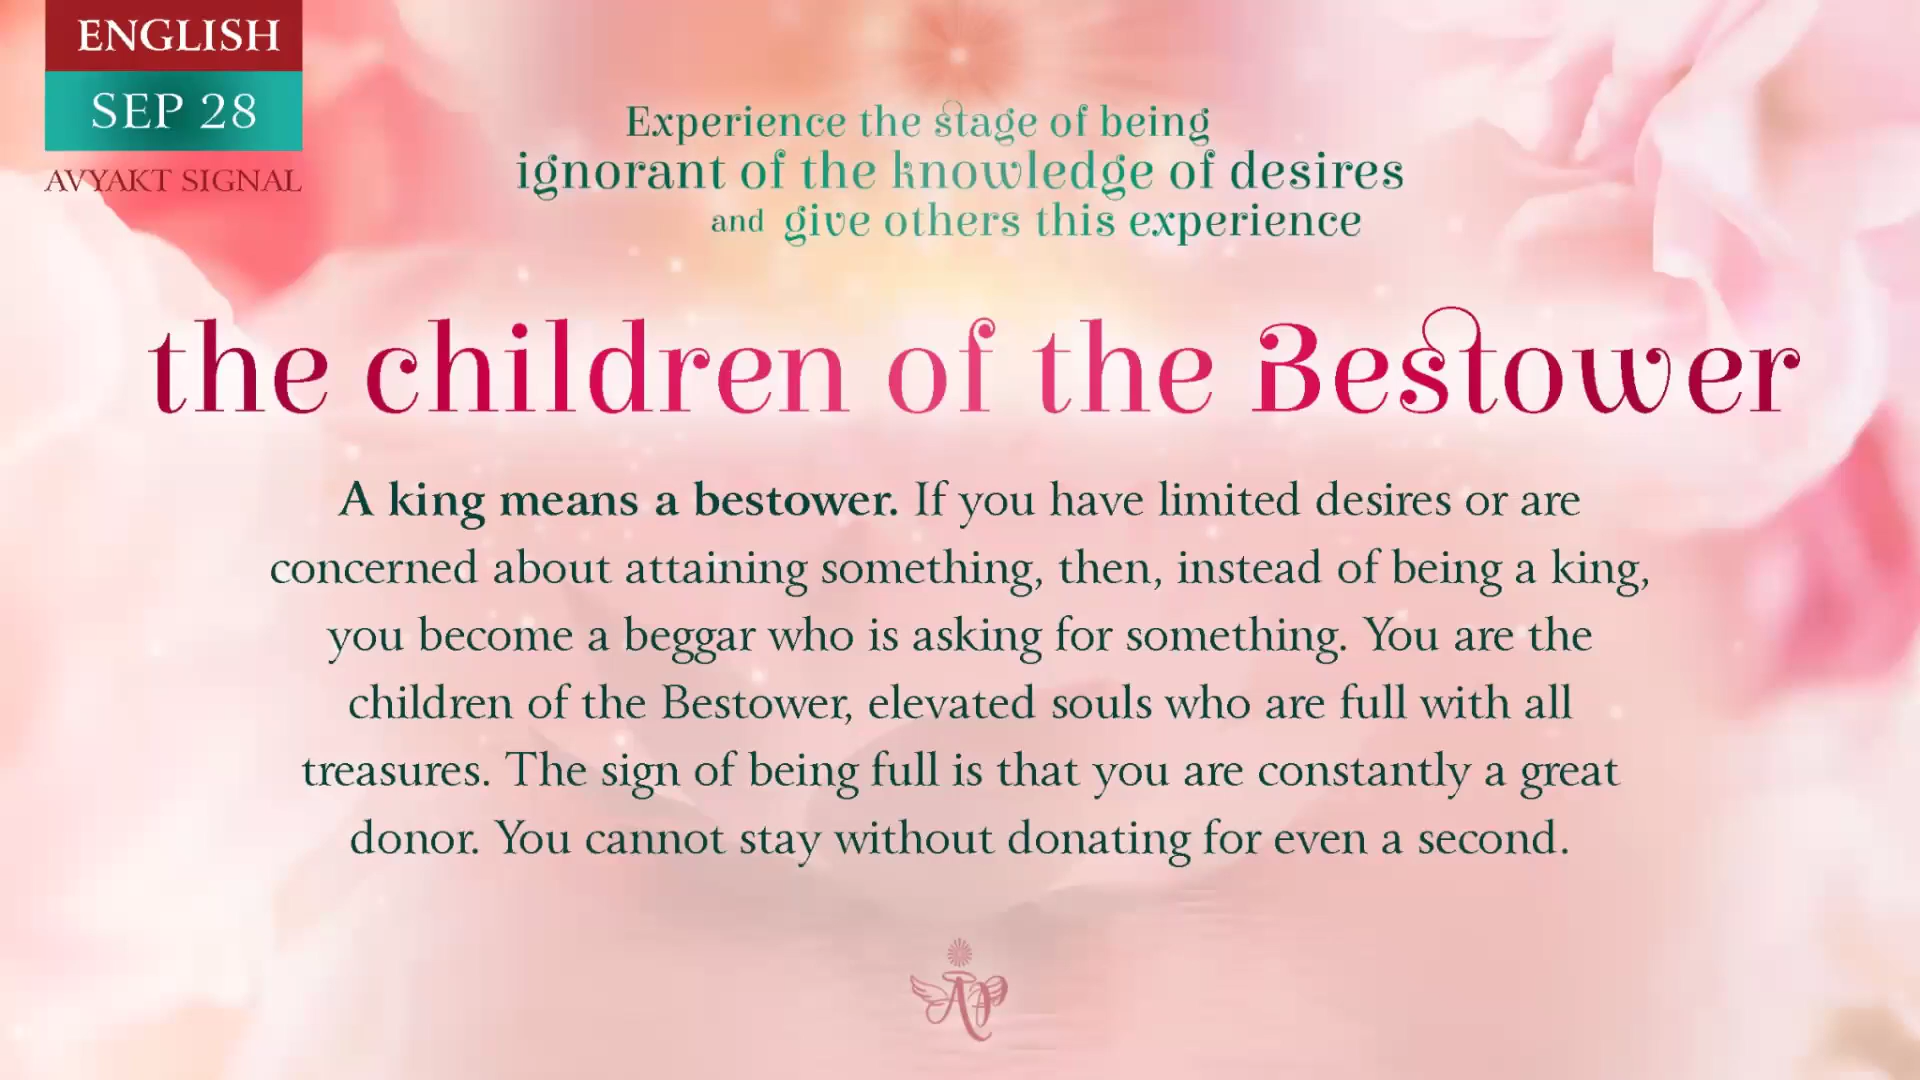 ENGLISH
SEP 28
AVYAKT SIGNAL
Experience the stage of being
ignorant of the knowledge of desires
and give others this experience
the children of the Bestower
A king means a bestower. If you have limited desires or are
concerned about attaining something, then, instead of being a king,
you become a beggar who is asking for something. You are the
children of the Bestower, elevated souls who are full with all
treasures. The sign of being full is that you are constantly a great
donor. You cannot stay without donating for even a second.